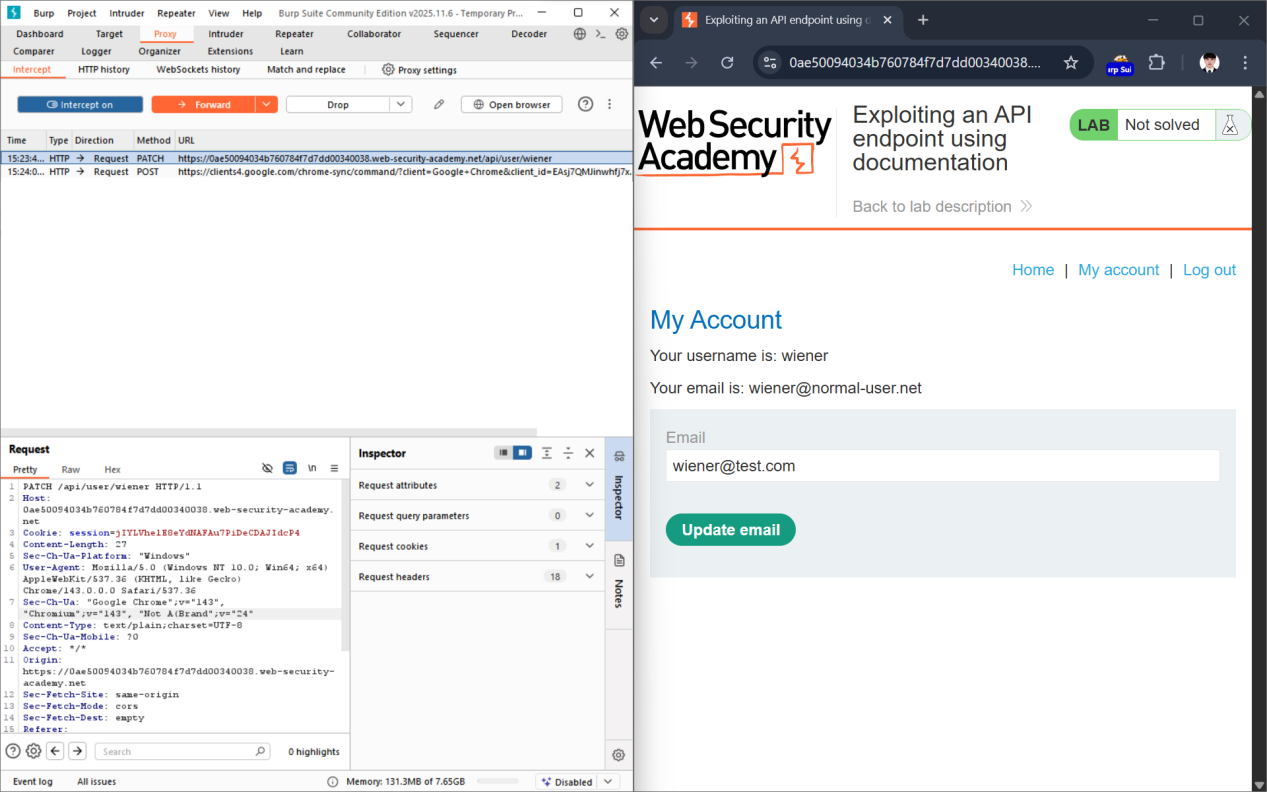 Burp Project Intruder Repeater View Help Burp Suite Community Edition v2025.11.6 - Temporary Pr...
Dashboard Target Proxy Intruder Repeater Collaborator Sequencer Decoder
Comparer Logger Organizer Extensions Learn
Intercept HTTP history WebSockets history Match and replace Proxy settings
Intercept on Forward Drop Open browser
Time Type Direction Method URL
15:23:4... HTTP Request PATCH https://0ae50094034b760784f7d7dd00340038.web-security-academy.net/api/user/wiener
15:24:0... HTTP Request POST https://clients4.google.com/chrome-sync/command/?client=Google+Chrome&client_id=EAsj7QMJinwhfj7x.
Request
Pretty Raw Hex \n
1 PATCH /api/user/wiener HTTP/1.1
2 Host:
0ae50094034b760784f7d7dd00340038.web-security-academy.
net
3 Cookie: session=jIYLVhelE8eYdNAFAu7PiDeCDAJIdcP4
4 Content-Length: 27
5 Sec-Ch-Ua-Platform: "Windows"
6 User-Agent: Mozilla/5.0 (Windows NT 10.0; Win64; x64)
AppleWebKit/537.36 (KHTML, like Gecko)
Chrome/143.0.0.0 Safari/537.36
7 Sec-Ch-Ua: "Google Chrome";v="143",
"Chromium";v="143", "Not A(Brand";v="24"
8 Content-Type: text/plain;charset=UTF-8
9 Sec-Ch-Ua-Mobile: ?0
10 Accept: */*
11 Origin:
https://0ae50094034b760784f7d7dd00340038.web-security-
academy.net
12 Sec-Fetch-Site: same-origin
13 Sec-Fetch-Mode: cors
14 Sec-Fetch-Dest: empty
15 Referer:
Search 0 highlights
Inspector
Request attributes 2
Request query parameters 0
Request cookies 1
Request headers 18
Inspector
Notes
Event log All issues Memory: 131.3MB of 7.65GB Disabled
Exploiting an API endpoint using d
0ae50094034b760784f7d7dd00340038....
urp Sui
Web Security
Academy
Exploiting an API
endpoint using
documentation
Back to lab description
LAB Not solved
Home | My account | Log out
My Account
Your username is: wiener
Your email is: wiener@normal-user.net
Email
wiener@test.com
Update email